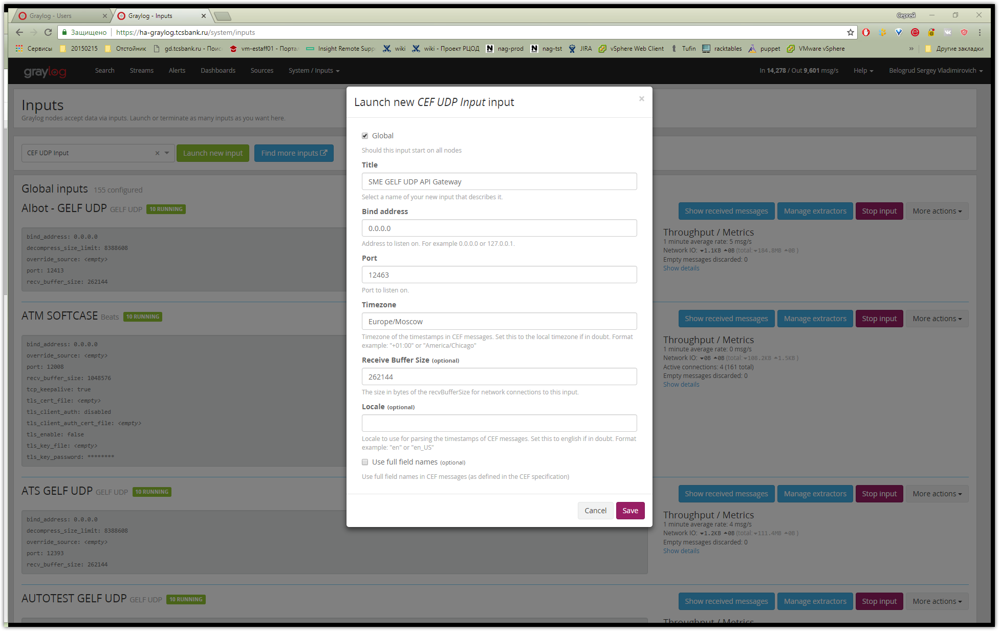 Graylog - Users
Graylog - Inputs
Сергей
Защищено
https://ha-graylog.tcsbank.ru/system/inputs
Сервисы
20150215
Отстойник
gd.tcsbank.ru - Поис
vm-estaff01 - Порта
Insight Remote Supp
wiki
wiki - Проект РЦОД
nag-prod
nag-tst
JIRA
vSphere Web Client
Tufin
racktables
puppet
VMware vSphere
»
Другие закладки
graylog
Search
Streams
Alerts
Dashboards
Sources
System / Inputs
In 14,278 / Out 9,601 msg/s
Help
Belogrud Sergey Vladimirovich
Inputs
Graylog nodes accept data via inputs. Launch or terminate as many inputs as you want here.
CEF UDP Input
Launch new input
Find more inputs
Global inputs 155 configured
AIbot - GELF UDP GELF UDP 10 RUNNING
bind_address: 0.0.0.0
decompress_size_limit: 8388608
override_source: <empty>
port: 12413
recv_buffer_size: 262144
Show received messages
Manage extractors
Stop input
More actions
Throughput / Metrics
1 minute average rate: 5 msg/s
Network IO: 1.1KB 0B (total: 184.8MB 0B )
Empty messages discarded: 0
Show details
ATM SOFTCASE Beats 10 RUNNING
bind_address: 0.0.0.0
override_source: <empty>
port: 12008
recv_buffer_size: 1048576
tcp_keepalive: true
tls_cert_file: <empty>
tls_client_auth: disabled
tls_client_auth_cert_file: <empty>
tls_enable: false
tls_key_file: <empty>
tls_key_password: ********
Show received messages
Manage extractors
Stop input
More actions
Throughput / Metrics
1 minute average rate: 0 msg/s
Network IO: 0B 0B (total: 108.2KB 1.5KB )
Active connections: 4 (161 total)
Empty messages discarded: 0
Show details
ATS GELF UDP GELF UDP 10 RUNNING
bind_address: 0.0.0.0
decompress_size_limit: 8388608
override_source: <empty>
port: 12393
recv_buffer_size: 262144
Show received messages
Manage extractors
Stop input
More actions
Throughput / Metrics
1 minute average rate: 4 msg/s
Network IO: 1.2KB 0B (total: 111.4MB 0B )
Empty messages discarded: 0
Show details
AUTOTEST GELF UDP GELF UDP 10 RUNNING
Show received messages
Manage extractors
Stop input
More actions
Throughput / Metrics
Launch new CEF UDP Input input
×
Global
Should this input start on all nodes
Title
SME GELF UDP API Gateway
Select a name of your new input that describes it.
Bind address
0.0.0.0
Address to listen on. For example 0.0.0.0 or 127.0.0.1.
Port
12463
Port to listen on.
Timezone
Europe/Moscow
Timezone of the timestamps in CEF messages. Set this to the local timezone if in doubt. Format
example: "+01:00" or "America/Chicago"
Receive Buffer Size (optional)
262144
The size in bytes of the recvBufferSize for network connections to this input.
Locale (optional)
Locale to use for parsing the timestamps of CEF messages. Set this to english if in doubt. Format
example: "en" or "en_US"
Use full field names (optional)
Use full field names in CEF messages (as defined in the CEF specification)
Cancel
Save